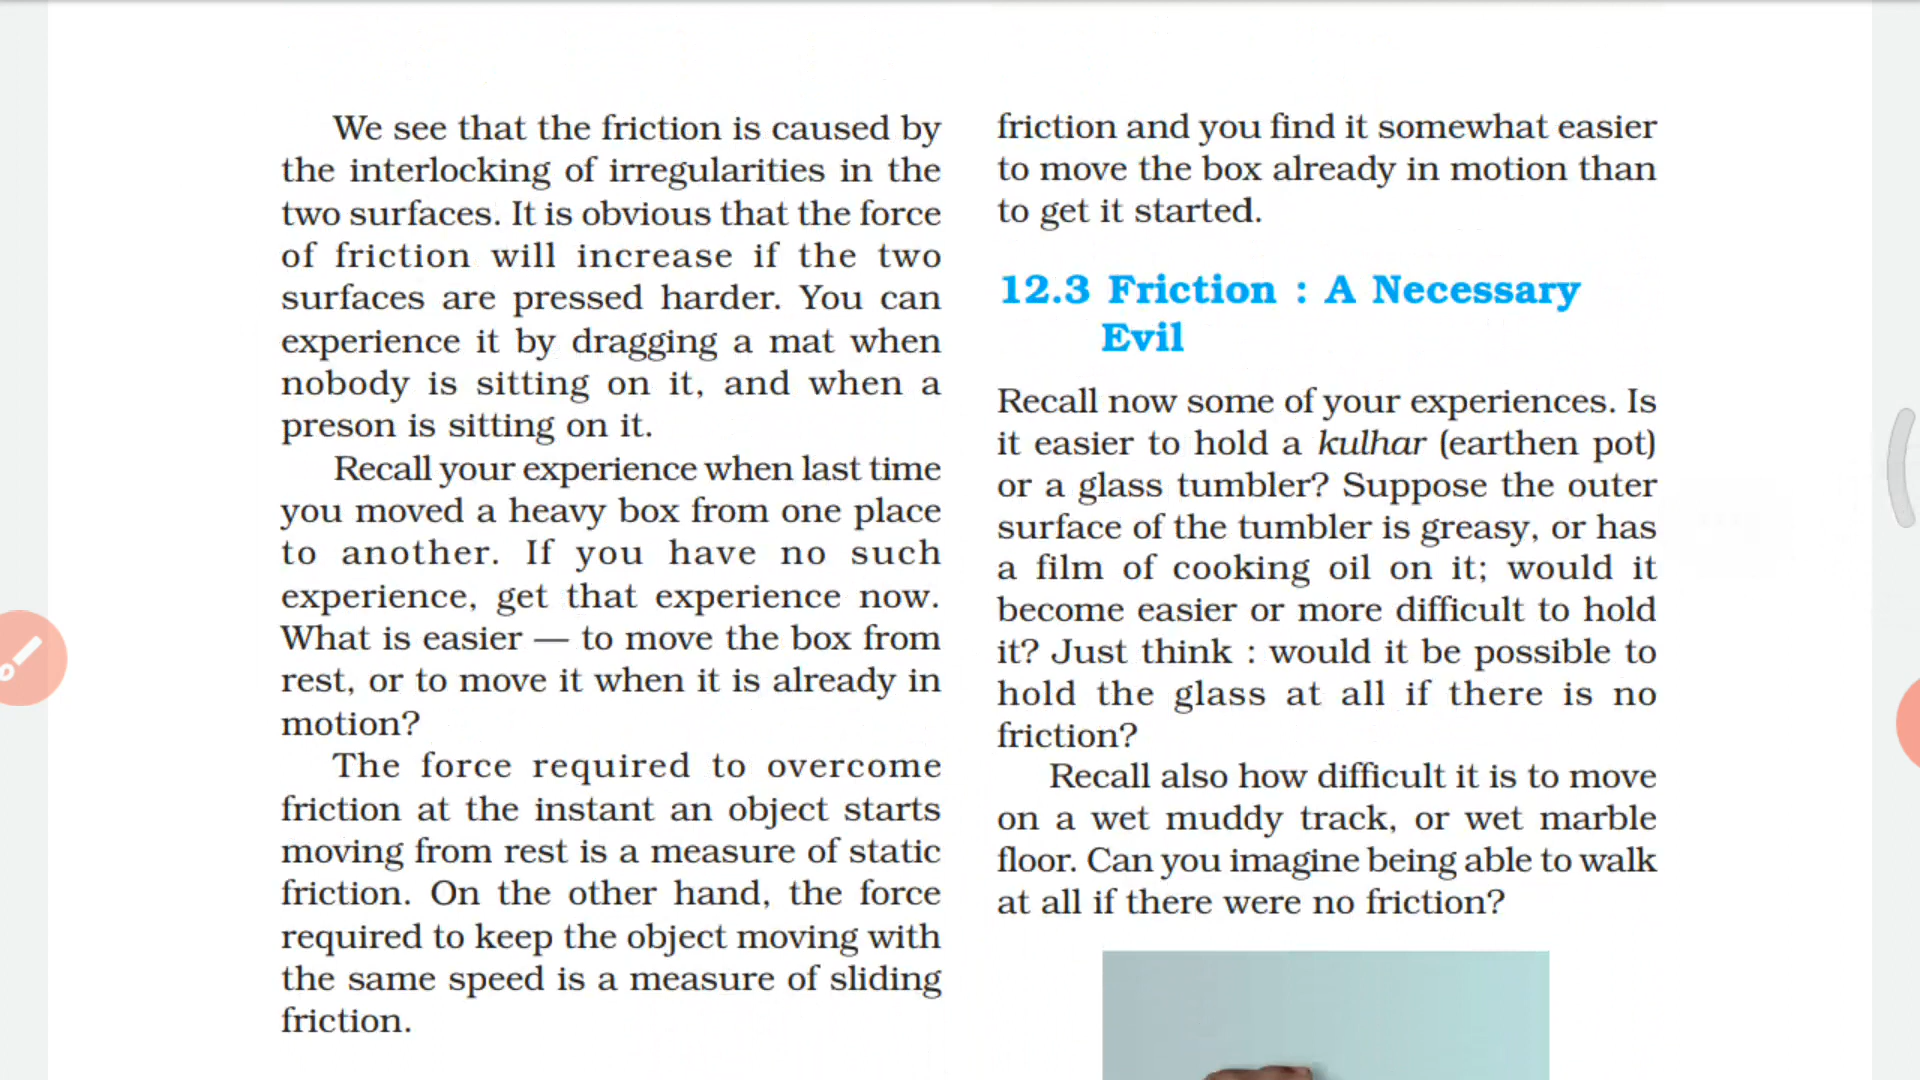 We see that the friction is caused by
the interlocking of irregularities in the
two surfaces. It is obvious that the force
of friction will increase if the two
surfaces are pressed harder. You can
experience it by dragging a mat when
nobody is sitting on it, and when a
preson is sitting on it.
Recall your experience when last time
you moved a heavy box from one place
to another. If you have no such
experience, get that experience now.
What is easier — to move the box from
rest, or to move it when it is already in
motion?
The force required to overcome
friction at the instant an object starts
moving from rest is a measure of static
friction. On the other hand, the force
required to keep the object moving with
the same speed is a measure of sliding
friction.
friction and you find it somewhat easier
to move the box already in motion than
to get it started.
12.3 Friction : A Necessary
Evil
Recall now some of your experiences. Is
it easier to hold a kulhar (earthen pot)
or a glass tumbler? Suppose the outer
surface of the tumbler is greasy, or has
a film of cooking oil on it; would it
become easier or more difficult to hold
it? Just think : would it be possible to
hold the glass at all if there is no
friction?
Recall also how difficult it is to move
on a wet muddy track, or wet marble
floor. Can you imagine being able to walk
at all if there were no friction?